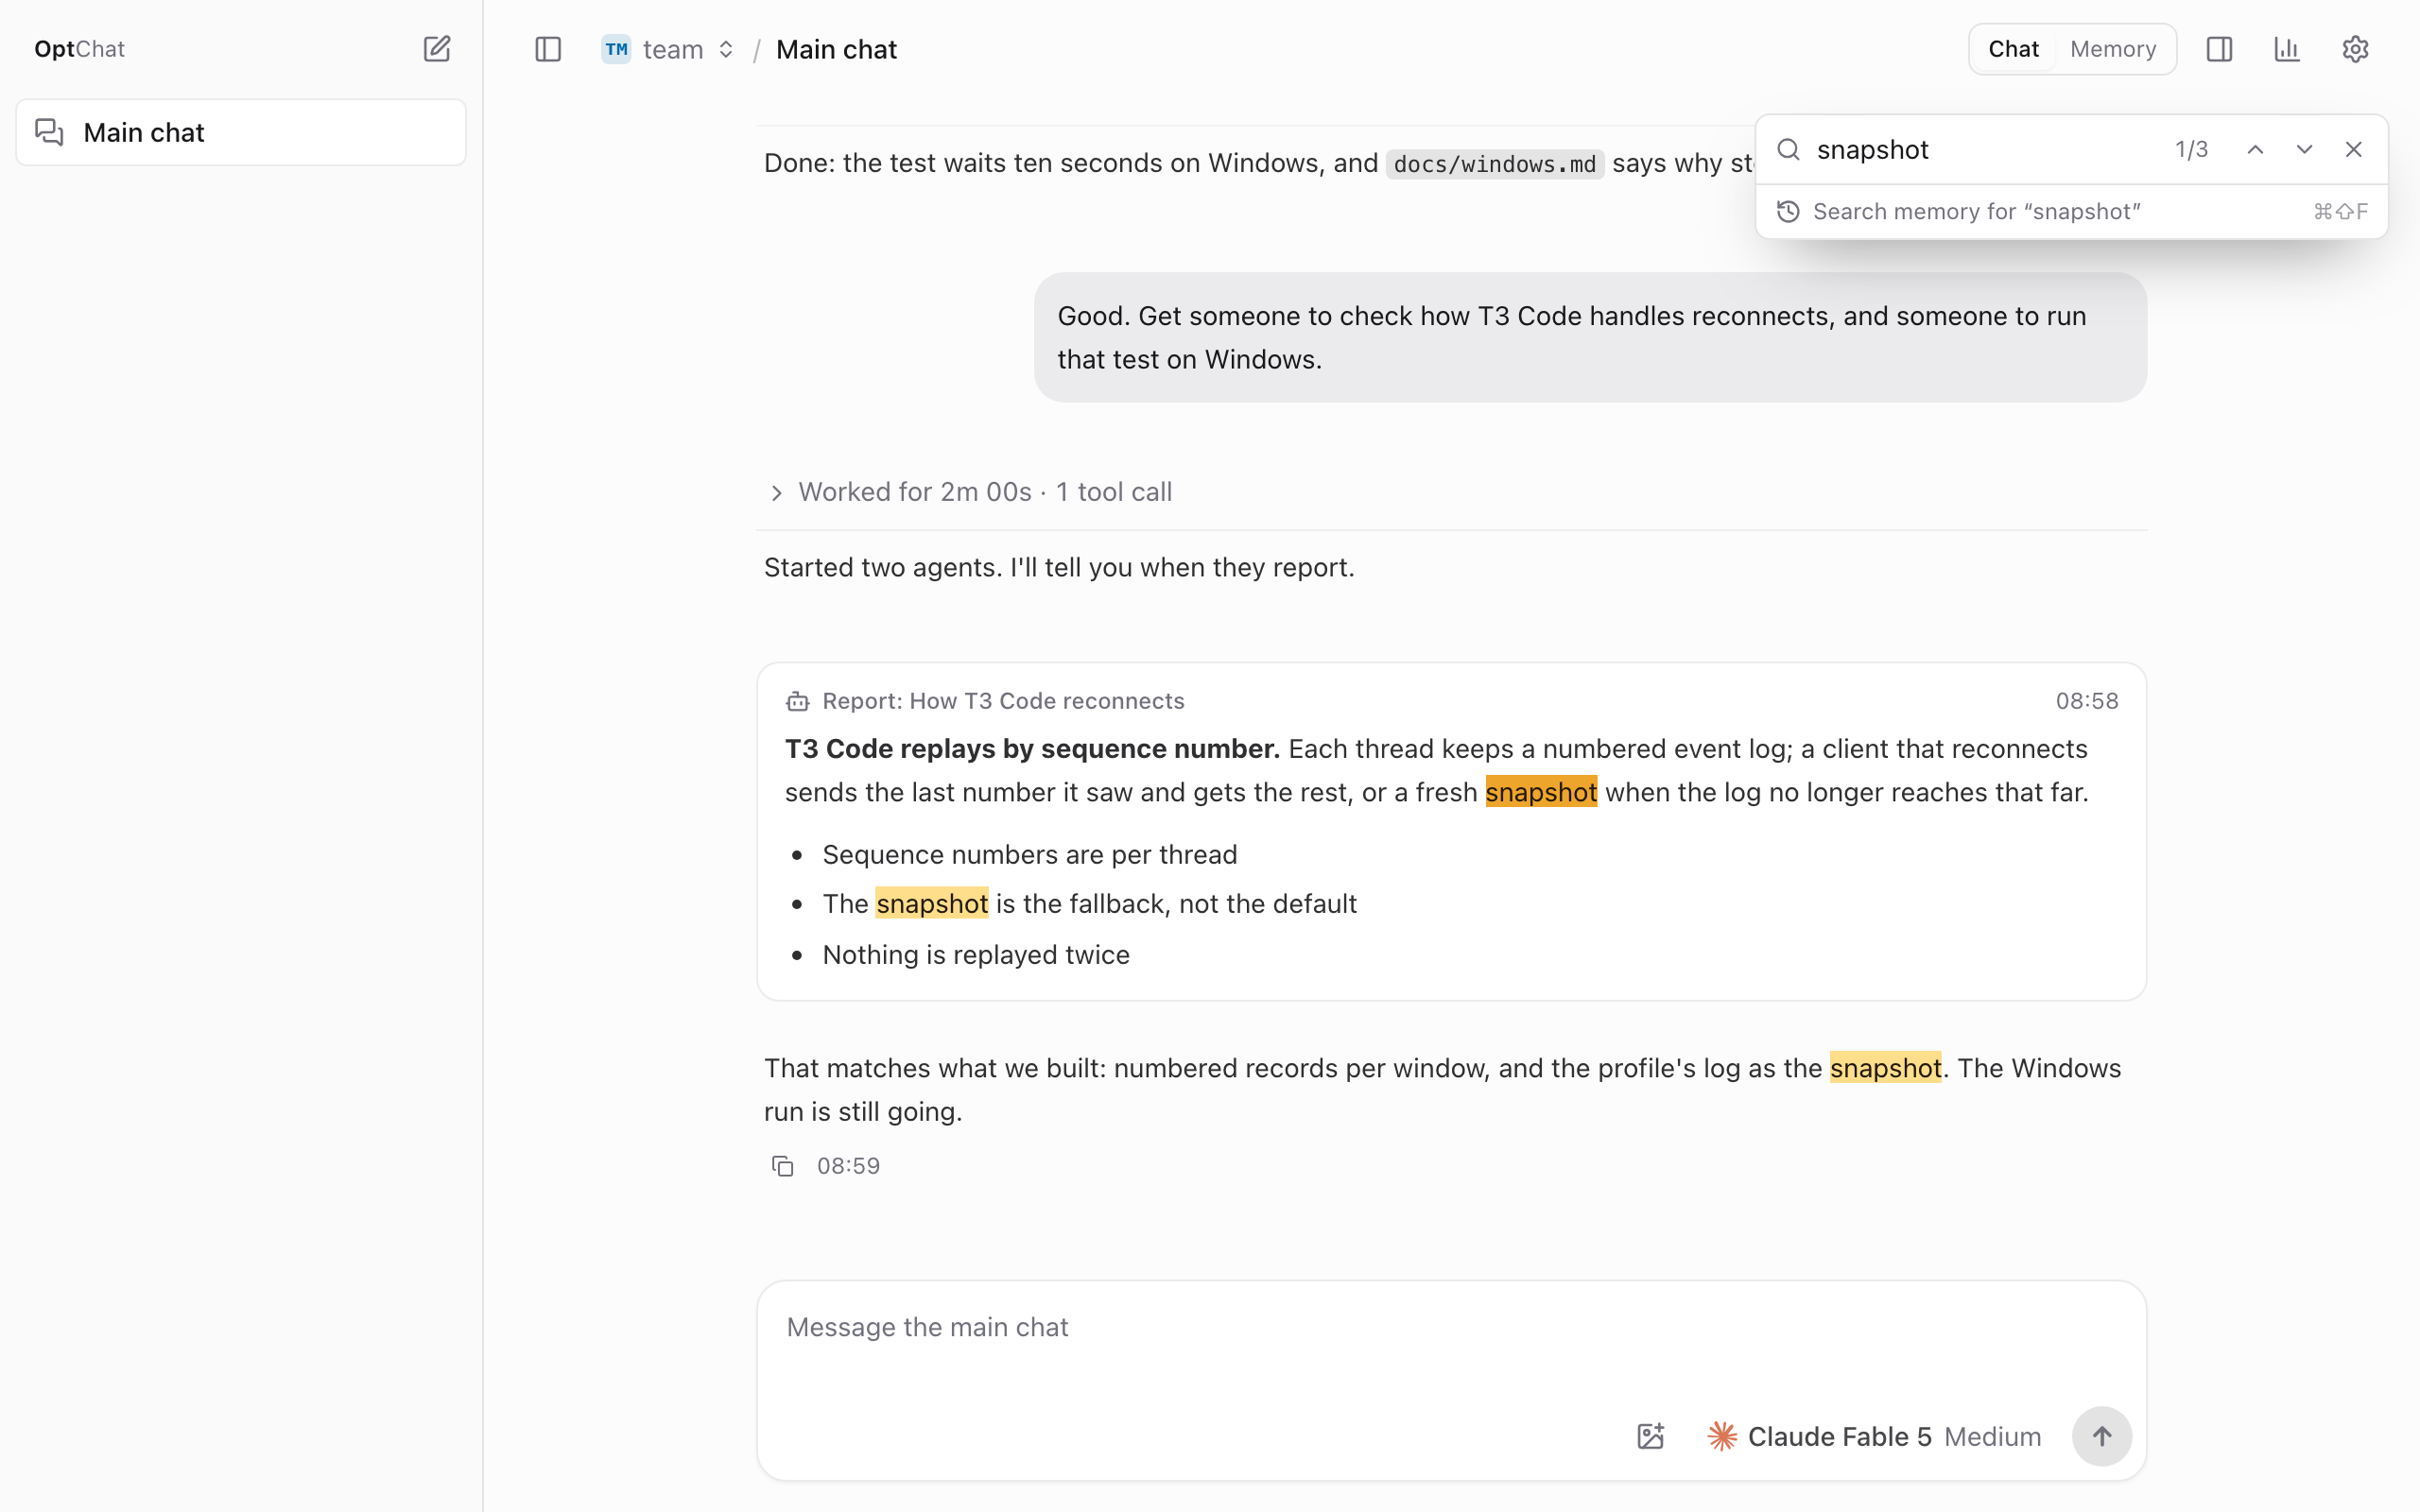 OptChat
TM team / Main chat
Chat Memory
Main chat
snapshot 1/3
Search memory for “snapshot” ⌘⇧F
Done: the test waits ten seconds on Windows, and docs/windows.md says why
Good. Get someone to check how T3 Code handles reconnects, and someone to run
that test on Windows.
Worked for 2m 00s · 1 tool call
Started two agents. I'll tell you when they report.
Report: How T3 Code reconnects 08:58
T3 Code replays by sequence number. Each thread keeps a numbered event log; a client that reconnects
sends the last number it saw and gets the rest, or a fresh snapshot when the log no longer reaches that far.
• Sequence numbers are per thread
• The snapshot is the fallback, not the default
• Nothing is replayed twice
That matches what we built: numbered records per window, and the profile's log as the snapshot. The Windows
run is still going.
08:59
Message the main chat
Claude Fable 5 Medium